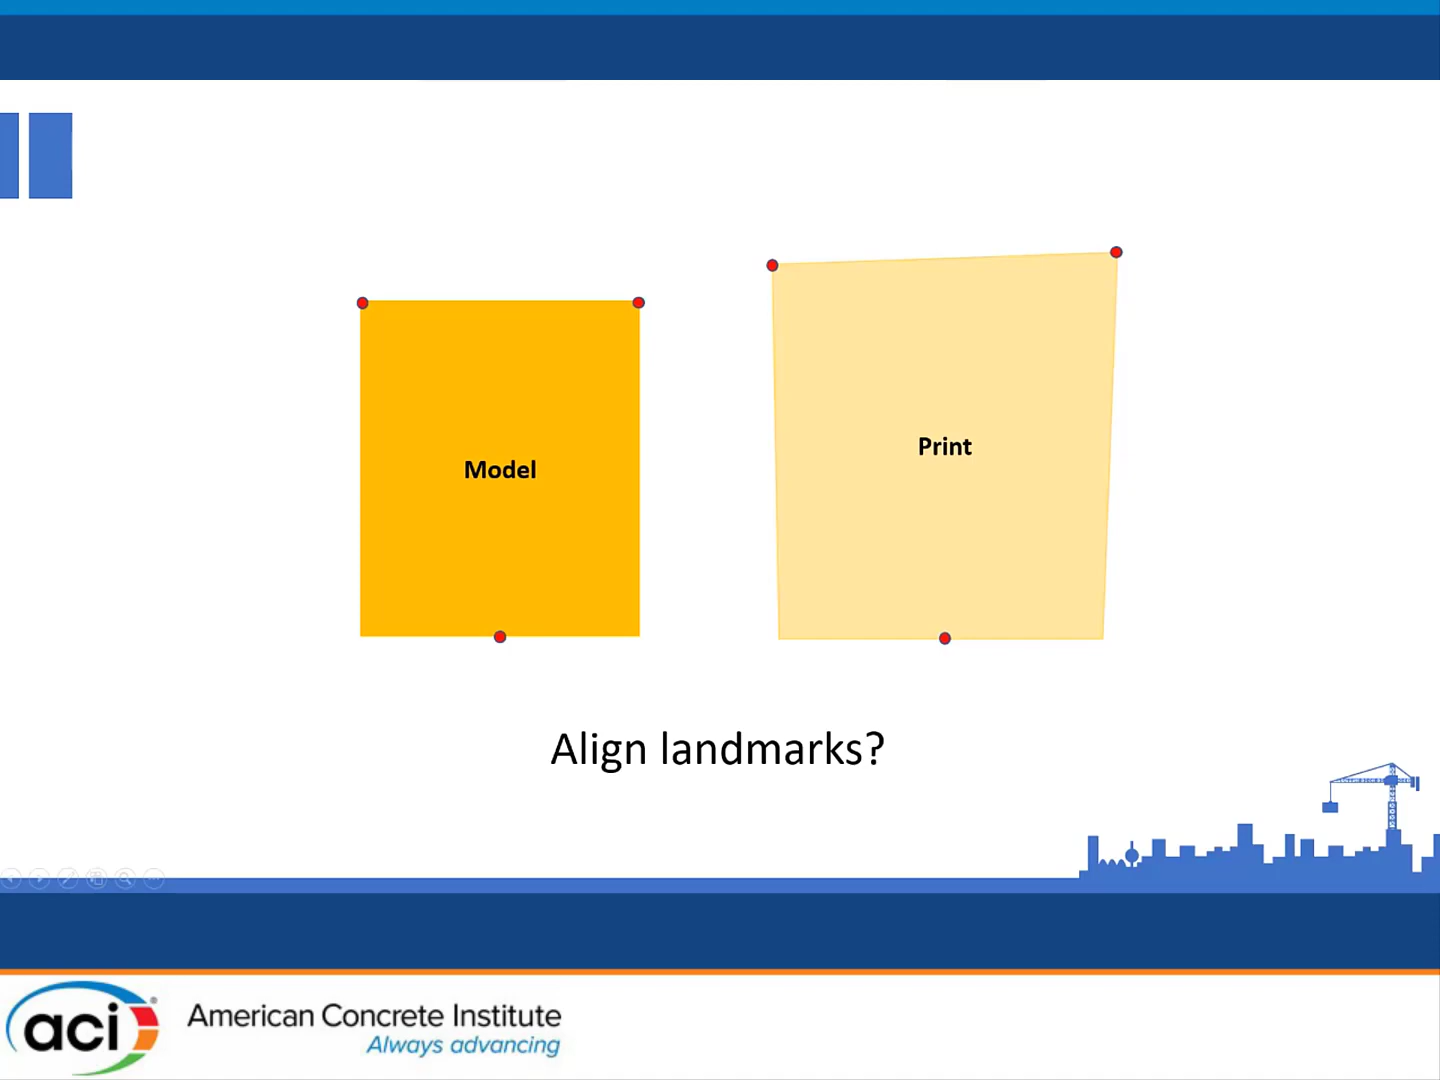 Model
Print
Align landmarks?
aci
American Concrete Institute
Always advancing